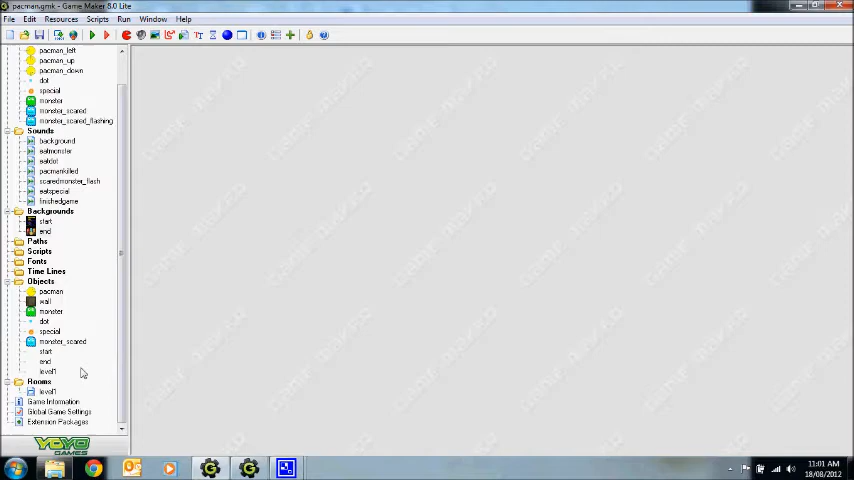 pacman.gmk - Game Maker 8.0 Lite
File Edit Resources Scripts Run Window Help
pacman_left
pacman_up
pacman_down
dot
special
monster
monster_scared
monster_scared_flashing
Sounds
background
eatmonster
eatdot
pacmankilled
scaredmonster_flash
eatspecial
finichedgame
Backgrounds
start
end
Paths
Scripts
Fonts
Time Lines
Objects
pacman
wall
monster
dot
special
monster_scared
start
end
level1
Rooms
level1
Game Information
Global Game Settings
Extension Packages
YOYO
GAMES
11:01 AM
18/08/2012